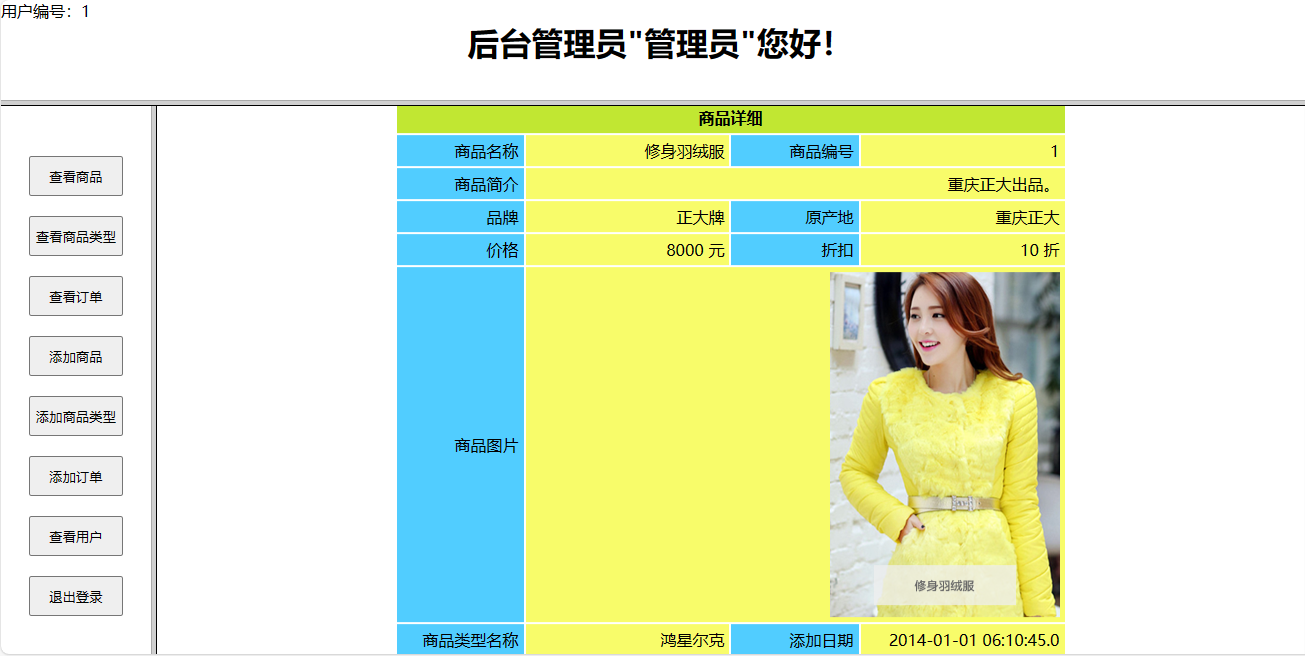 用户编号：1
后台管理员"管理员"您好！
查看商品
查看商品类型
查看订单
添加商品
添加商品类型
添加订单
查看用户
退出登录
商品详细
商品名称 修身羽绒服 商品编号 1
商品简介 重庆正大出品。
品牌 正大牌 原产地 重庆正大
价格 8000 元 折扣 10 折
商品图片
修身羽绒服
商品类型名称 鸿星尔克 添加日期 2014-01-01 06:10:45.0